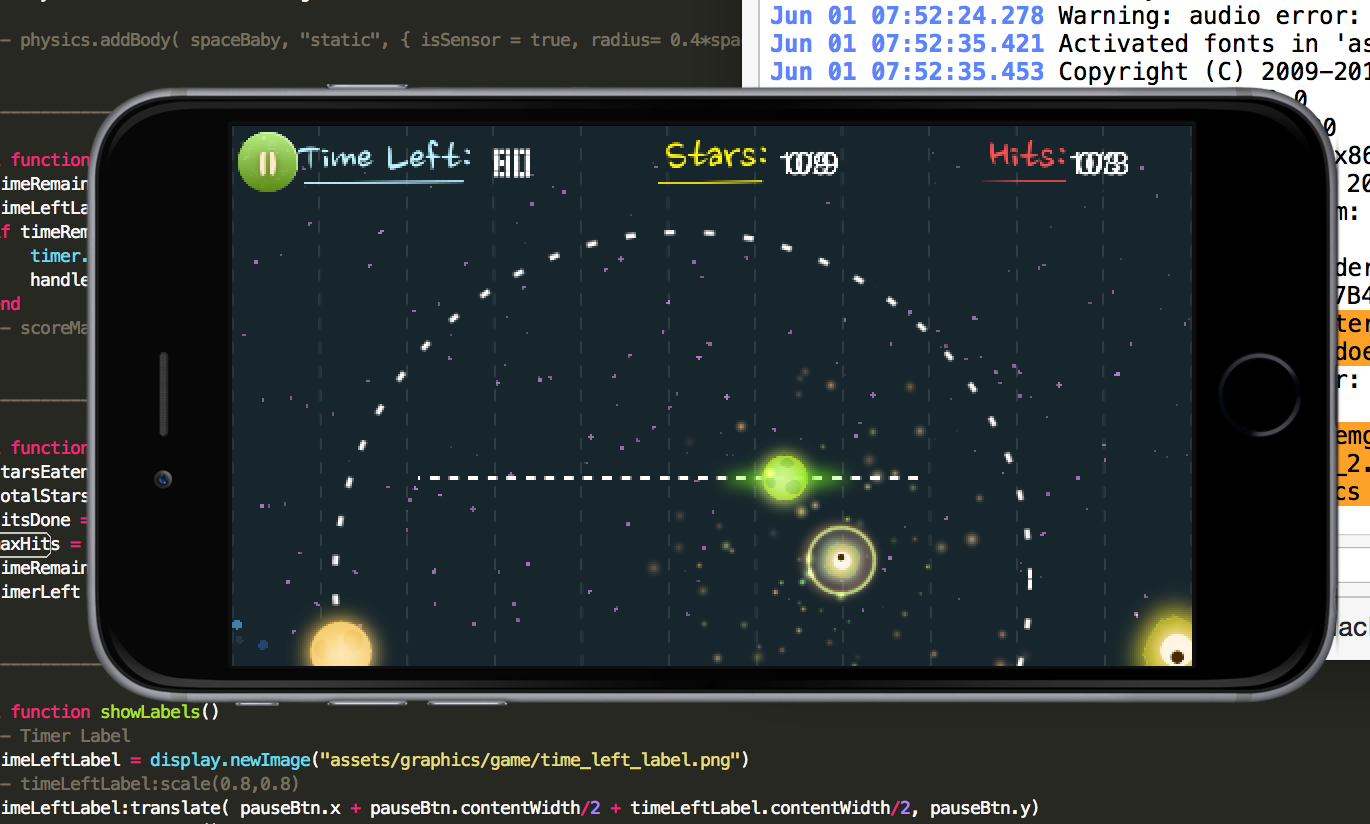 – physics.addBody( spaceBaby, "static", { isSensor = true, radius= 0.4*spa
Jun 01 07:52:24.278 Warning: audio error:
Jun 01 07:52:35.421 Activated fonts in 'as
Jun 01 07:52:35.453 Copyright (C) 2009-201
Time Left:
Stars:
Hits:
function
imeRemain
imeLeftLa
f timeRem
timer.
handle
nd
– scoreMa
function
tarsEaten
otalStars
itsDone =
axHits =
imeRemain
imerLeft
function showLabels()
– Timer Label
imeLeftLabel = display.newImage("assets/graphics/game/time_left_label.png")
– timeLeftLabel:scale(0.8,0.8)
imeLeftLabel:translate( pauseBtn.x + pauseBtn.contentWidth/2 + timeLeftLabel.contentWidth/2, pauseBtn.y)